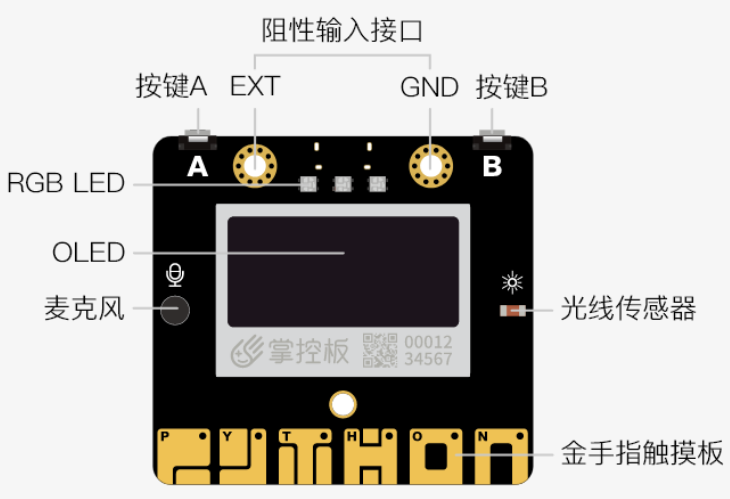 阻性输入接口
按键A EXT GND 按键B
A B
RGB LED
OLED
麦克风
光线传感器
掌控板 00012
34567
P Y T H O N
金手指触摸板